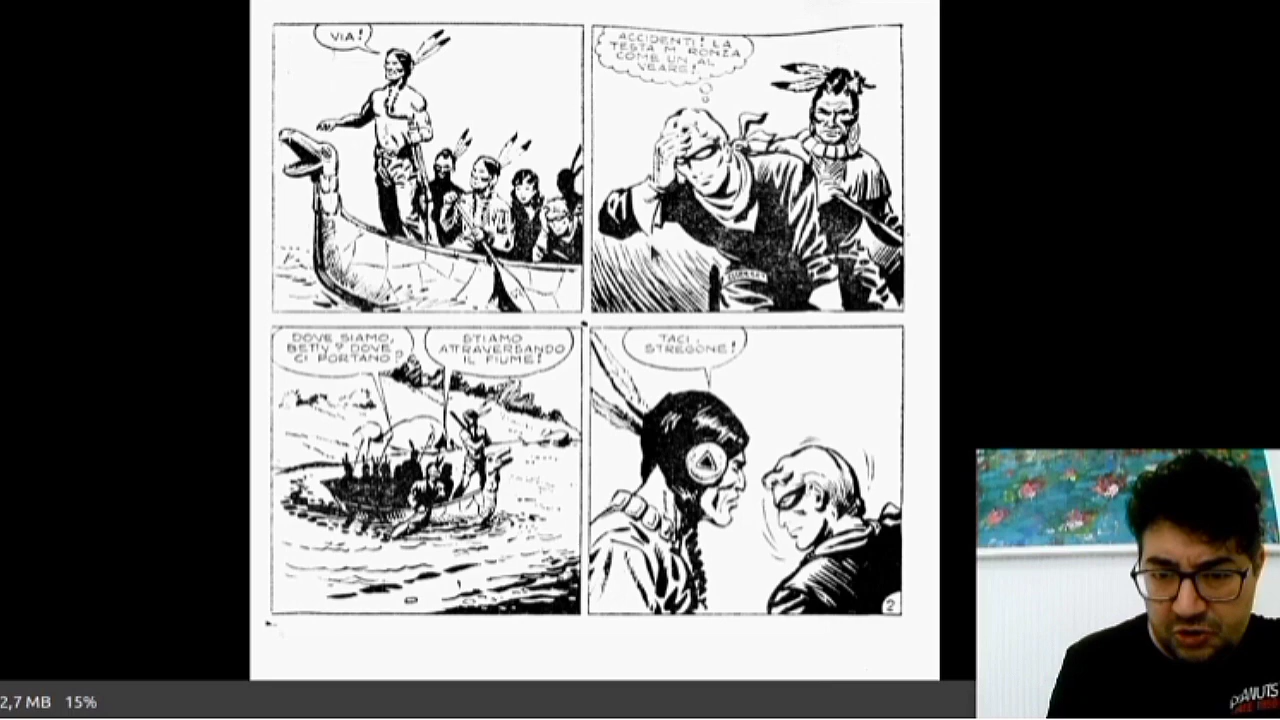 VIA!
ACCIDENTI! LA
TESTA M RONZA
COME UN AL
VEARE!
DOVE SIAMO,
BETTY? DOVE
CI PORTANO?
STIAMO
ATTRAVERSANDO
IL FIUME!
TACI,
STREGONE!
2
2,7 MB 15%
PEANUTS